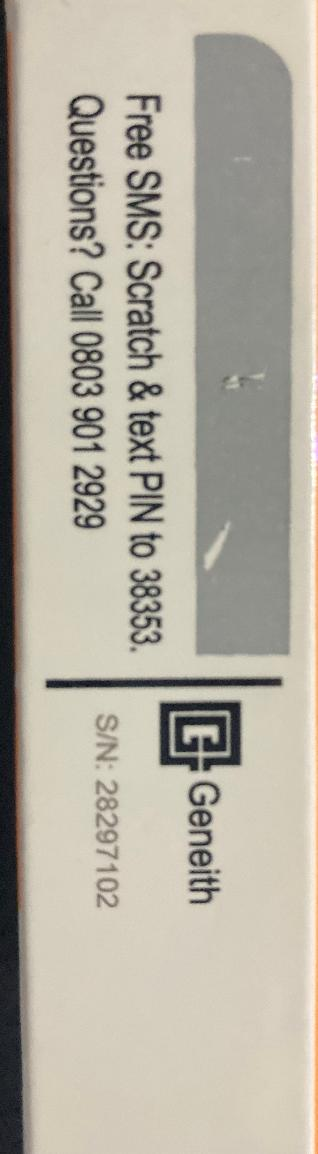 Free SMS: Scratch & text PIN to 38353.
Questions? Call 0803 901 2929
Geneith
S/N: 28297102